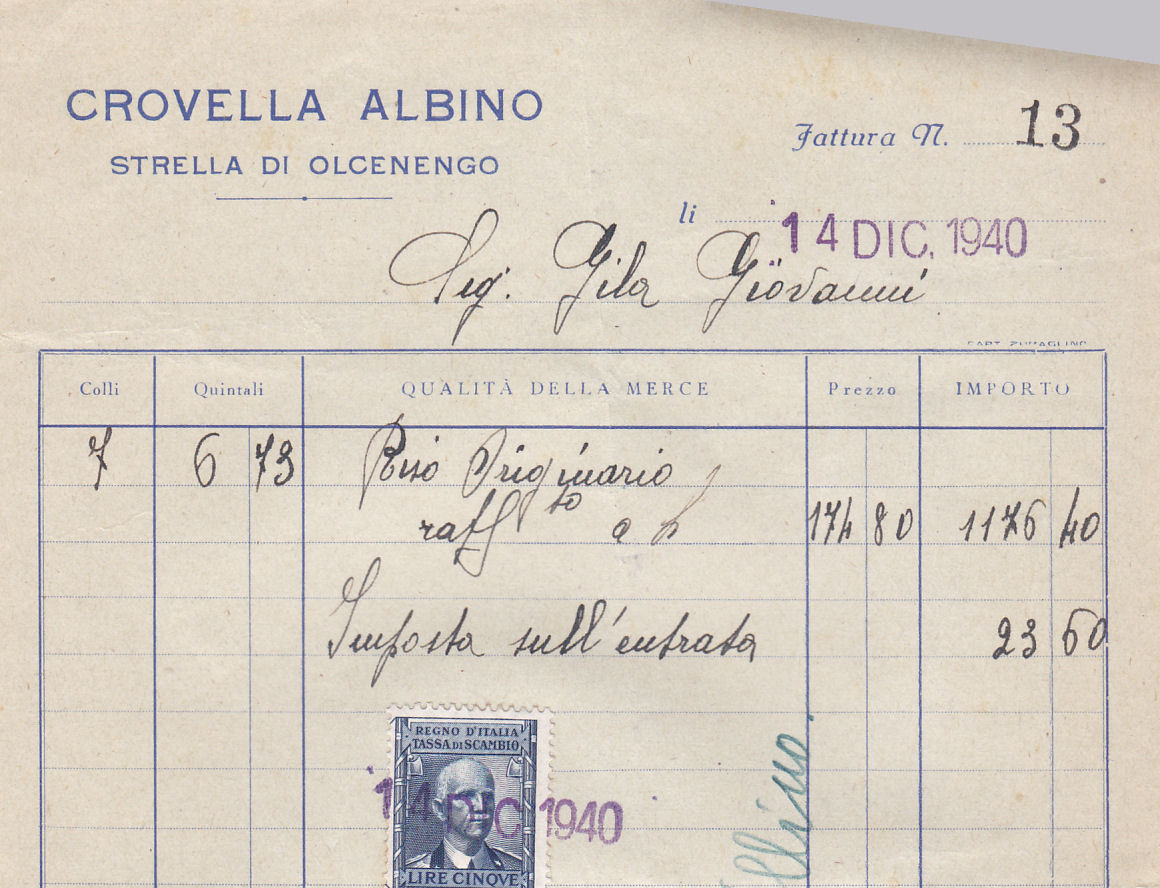 CROVELLA ALBINO
STRELLA DI OLCENENGO
Fattura N. 13
li 14 DIC. 1940
Sig. Gila Giovanni
Colli Quintali QUALITÀ DELLA MERCE Prezzo IMPORTO
7 6 73 Riso Originario
raff to 174 80 1176 40
Imposta sull'entrata 23 60
REGNO D'ITALIA
TASSA DI SCAMBIO
14 DIC 1940
LIRE CINQVE